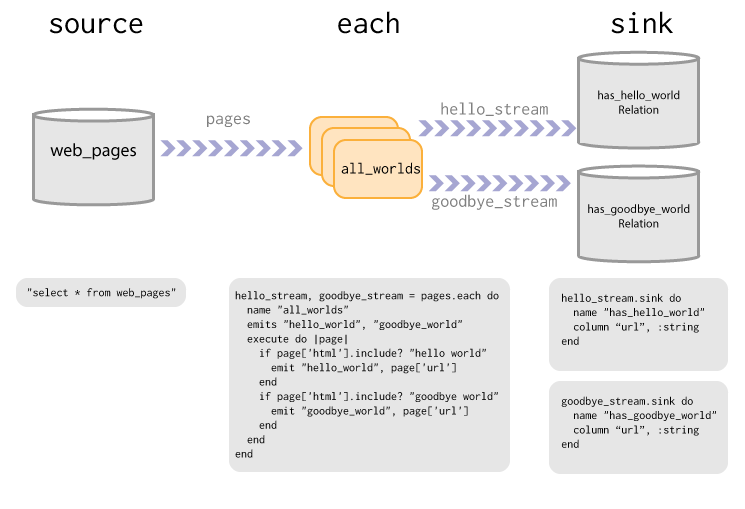 source
each
sink
web_pages
pages
all_worlds
hello_stream
goodbye_stream
has_hello_world
Relation
has_goodbye_world
Relation
"select * from web_pages"
hello_stream, goodbye_stream = pages.each do
  name "all_worlds"
  emits "hello_world", "goodbye_world"
  execute do |page|
    if page['html'].include? "hello world"
      emit "hello_world", page['url']
    end
    if page['html'].include? "goodbye world"
      emit "goodbye_world", page['url']
    end
  end
end
hello_stream.sink do
  name "has_hello_world"
  column “url”, :string
end
goodbye_stream.sink do
  name "has_goodbye_world"
  column “url”, :string
end